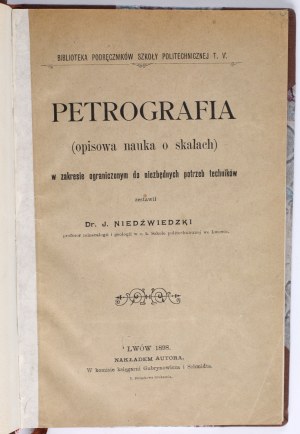 BIBLIOTEKA PODRĘCZNIKÓW SZKOŁY POLITECHNICZNEJ T. V.
PETROGRAFIA
(opisowa nauka o skałach)
w zakresie ograniczonym do niezbędnych potrzeb techników
zestawił
Dr. J. NIEDŹWIEDZKI
profesor mineralogii i geologii w c. k. Szkole politechnicznej we Lwowie.
LWÓW 1898.
NAKŁADEM AUTORA.
W komisie księgarni Gubrynowicza i Schmidta.